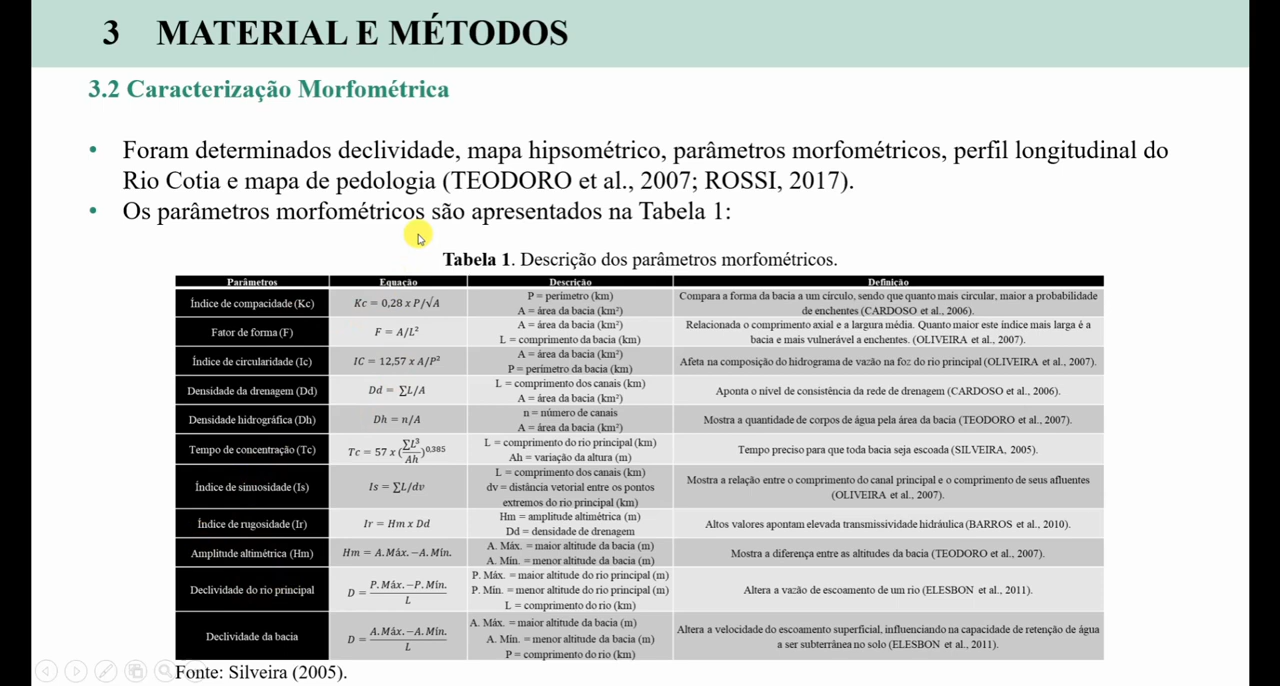 3 MATERIAL E MÉTODOS
3.2 Caracterização Morfométrica
• Foram determinados declividade, mapa hipsométrico, parâmetros morfométricos, perfil longitudinal do
Rio Cotia e mapa de pedologia (TEODORO et al., 2007; ROSSI, 2017).
• Os parâmetros morfométricos são apresentados na Tabela 1:
Tabela 1. Descrição dos parâmetros morfométricos.
Parâmetros Equação Descrição Definição
Índice de compacidade (Kc) Kc = 0,28 x P/√A
P = perímetro (km)
A = área da bacia (km²)
Compara a forma da bacia a um círculo, sendo que quanto mais circular, maior a probabilidade
de enchentes (CARDOSO et al., 2006).
Fator de forma (F) F = A/L²
A = área da bacia (km²)
L = comprimento da bacia (km)
Relacionada o comprimento axial e a largura média. Quanto maior este índice mais larga é a
bacia e mais vulnerável a enchentes. (OLIVEIRA et al., 2007).
Índice de circularidade (Ic) IC = 12,57 x A/P²
A = área da bacia (km²)
P = perímetro da bacia (km)
Afeta na composição do hidrograma de vazão na foz do rio principal (OLIVEIRA et al., 2007).
Densidade da drenagem (Dd) Dd = ∑L/A
L = comprimento dos canais (km)
A = área da bacia (km²)
Aponta o nível de consistência da rede de drenagem (CARDOSO et al., 2006).
Densidade hidrográfica (Dh) Dh = n/A
n = número de canais
A = área da bacia (km²)
Mostra a quantidade de corpos de água pela área da bacia (TEODORO et al., 2007).
Tempo de concentração (Tc) Tc = 57 x (∑L³/Ah)^0,385
L = comprimento do rio principal (km)
Ah = variação da altura (m)
Tempo preciso para que toda bacia seja escoada (SILVEIRA, 2005).
Índice de sinuosidade (Is) Is = ∑L/dv
L = comprimento dos canais (km)
dv = distância vetorial entre os pontos
extremos do rio principal (km)
Mostra a relação entre o comprimento do canal principal e o comprimento de seus afluentes
(OLIVEIRA et al., 2007).
Índice de rugosidade (Ir) Ir = Hm x Dd
Hm = amplitude altimétrica (m)
Dd = densidade de drenagem
Altos valores apontam elevada transmissividade hidráulica (BARROS et al., 2010).
Amplitude altimétrica (Hm) Hm = A.Máx.−A.Mín.
A. Máx. = maior altitude da bacia (m)
A. Mín. = menor altitude da bacia (m)
Mostra a diferença entre as altitudes da bacia (TEODORO et al., 2007).
Declividade do rio principal D = P.Máx.−P.Mín./L
P. Máx. = maior altitude do rio principal (m)
P. Mín. = menor altitude do rio principal (m)
L = comprimento do rio (km)
Altera a vazão de escoamento de um rio (ELESBON et al., 2011).
Declividade da bacia D = A.Máx.−A.Mín./L
A. Máx. = maior altitude da bacia (m)
A. Mín. = menor altitude da bacia (m)
P = comprimento do rio (km)
Altera a velocidade do escoamento superficial, influenciando na capacidade de retenção de água
a ser subterrânea no solo (ELESBON et al., 2011).
Fonte: Silveira (2005).